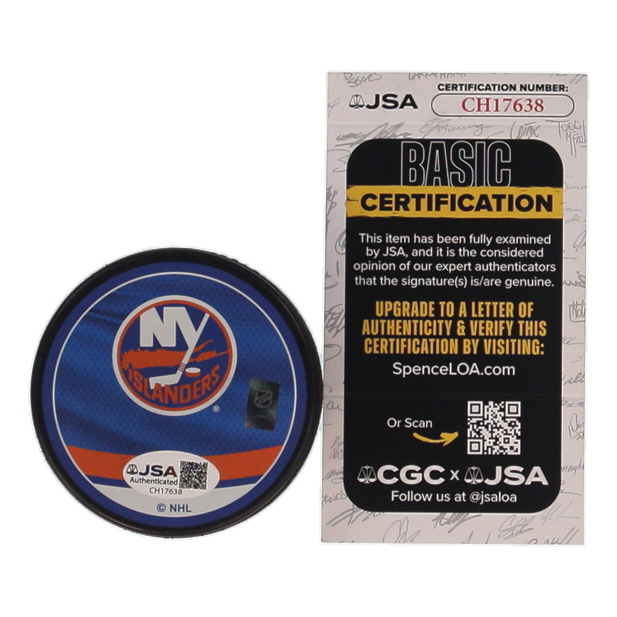 NY
ISLANDERS
®
JSA
Authenticated
CH17638
© NHL
JSA
CERTIFICATION NUMBER:
CH17638
BASIC
CERTIFICATION
This item has been fully examined
by JSA, and it is the considered
opinion of our expert authenticators
that the signature(s) is/are genuine.
UPGRADE TO A LETTER OF
AUTHENTICITY & VERIFY THIS
CERTIFICATION BY VISITING:
SpenceLOA.com
Or Scan
CGC x JSA
Follow us at @jsaloa